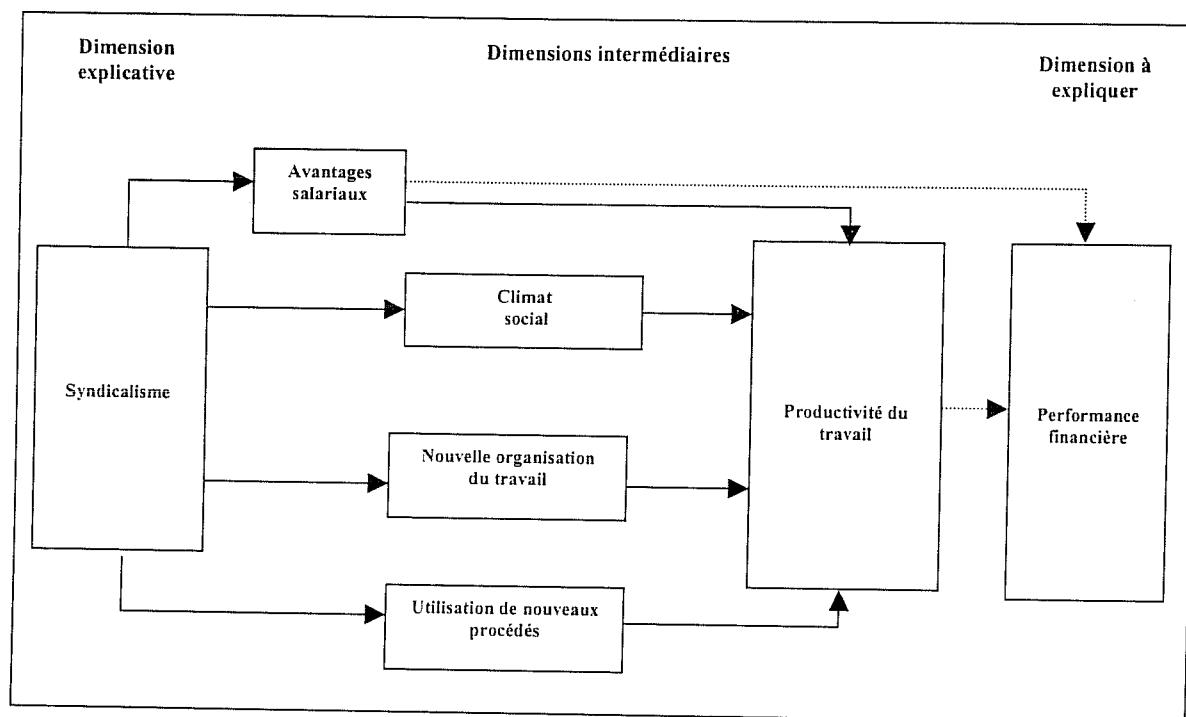 Dimension
explicative
Dimensions intermédiaires
Dimension à
expliquer
Avantages
salariaux
Climat
social
Syndicalisme
Nouvelle organisation
du travail
Productivité du
travail
Performance
financière
Utilisation de nouveaux
procédés